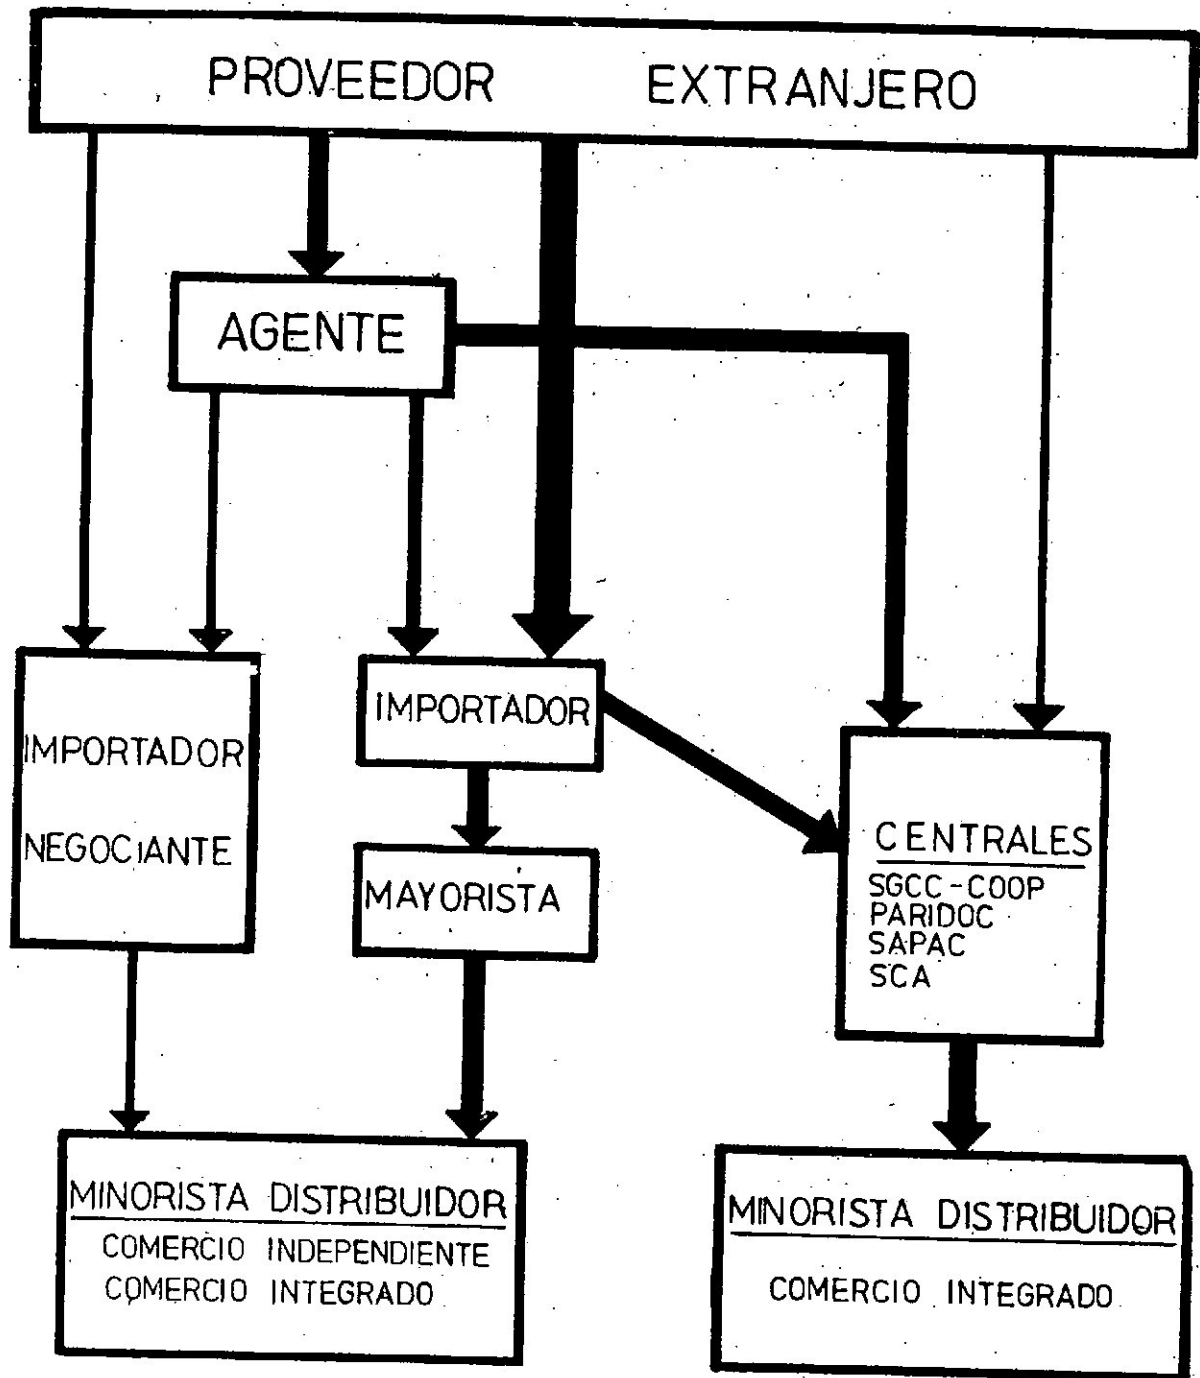 PROVEEDOR EXTRANJERO
AGENTE
IMPORTADOR
NEGOCIANTE
IMPORTADOR
MAYORISTA
CENTRALES
SGCC-COOP
PARIDOC
SAPAC
SCA
MINORISTA DISTRIBUIDOR
COMERCIO INDEPENDIENTE
COMERCIO INTEGRADO
MINORISTA DISTRIBUIDOR
COMERCIO INTEGRADO